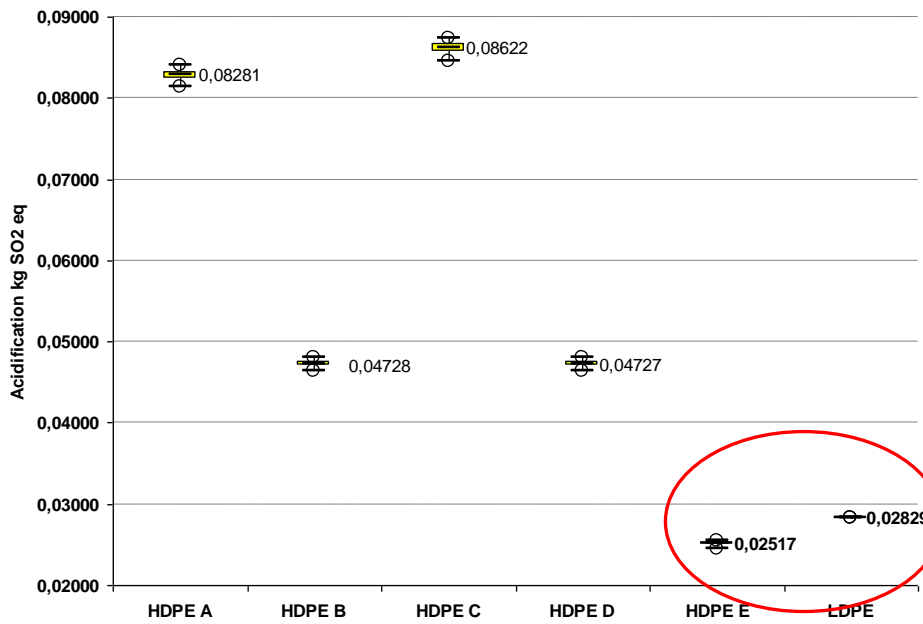 Acidification kg SO2 eq
0,09000
0,08000
0,07000
0,06000
0,05000
0,04000
0,03000
0,02000
0,08281
0,04728
0,08622
0,04727
0,02517
0,02829
HDPE A
HDPE B
HDPE C
HDPE D
HDPE E
LDPE